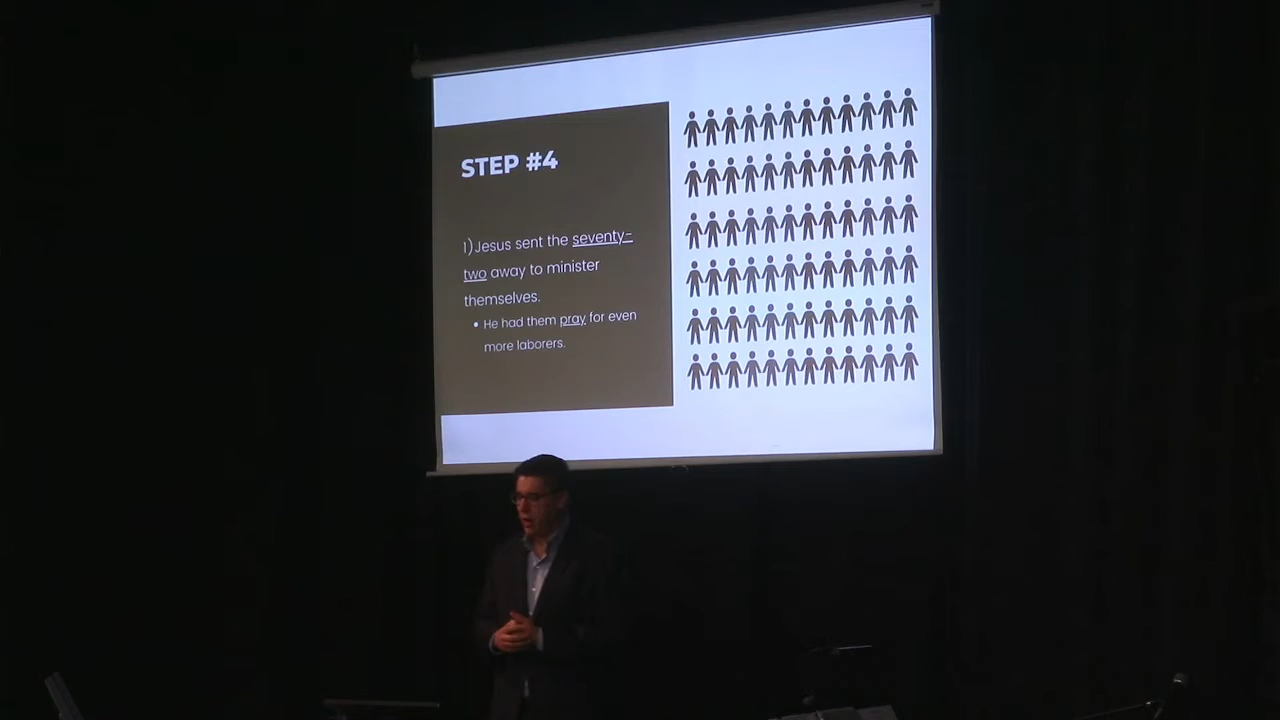 STEP #4
1)Jesus sent the seventy-
two away to minister
themselves.
• He had them pray for even
more laborers.